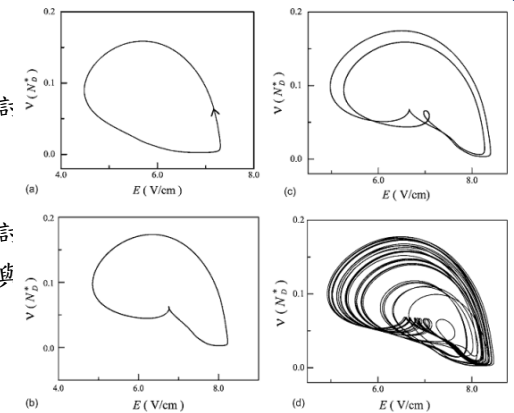 0.2
0.1
0.0
ν ( N*D )
4.0 6.0 8.0
(a) E ( V/cm )
0.2
0.1
0.0
ν ( N*D )
6.0 8.0
(c) E ( V/cm)
討
0.2
0.1
0.0
ν ( N*D )
4.0 6.0 8.0
(b) E ( V/cm )
0.2
0.1
0.0
ν ( N*D )
6.0 8.0
(d) E ( V/cm )
與